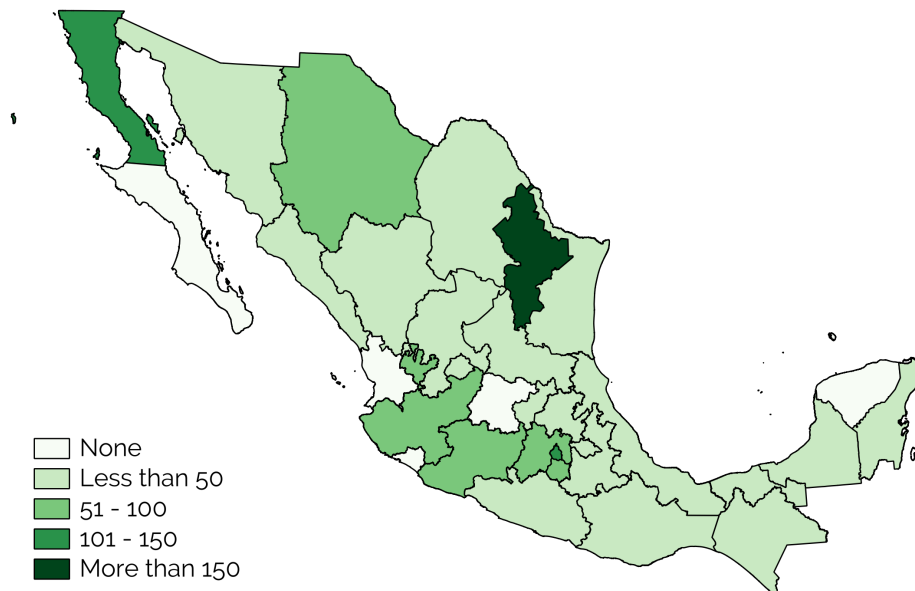 None
Less than 50
51 - 100
101 - 150
More than 150